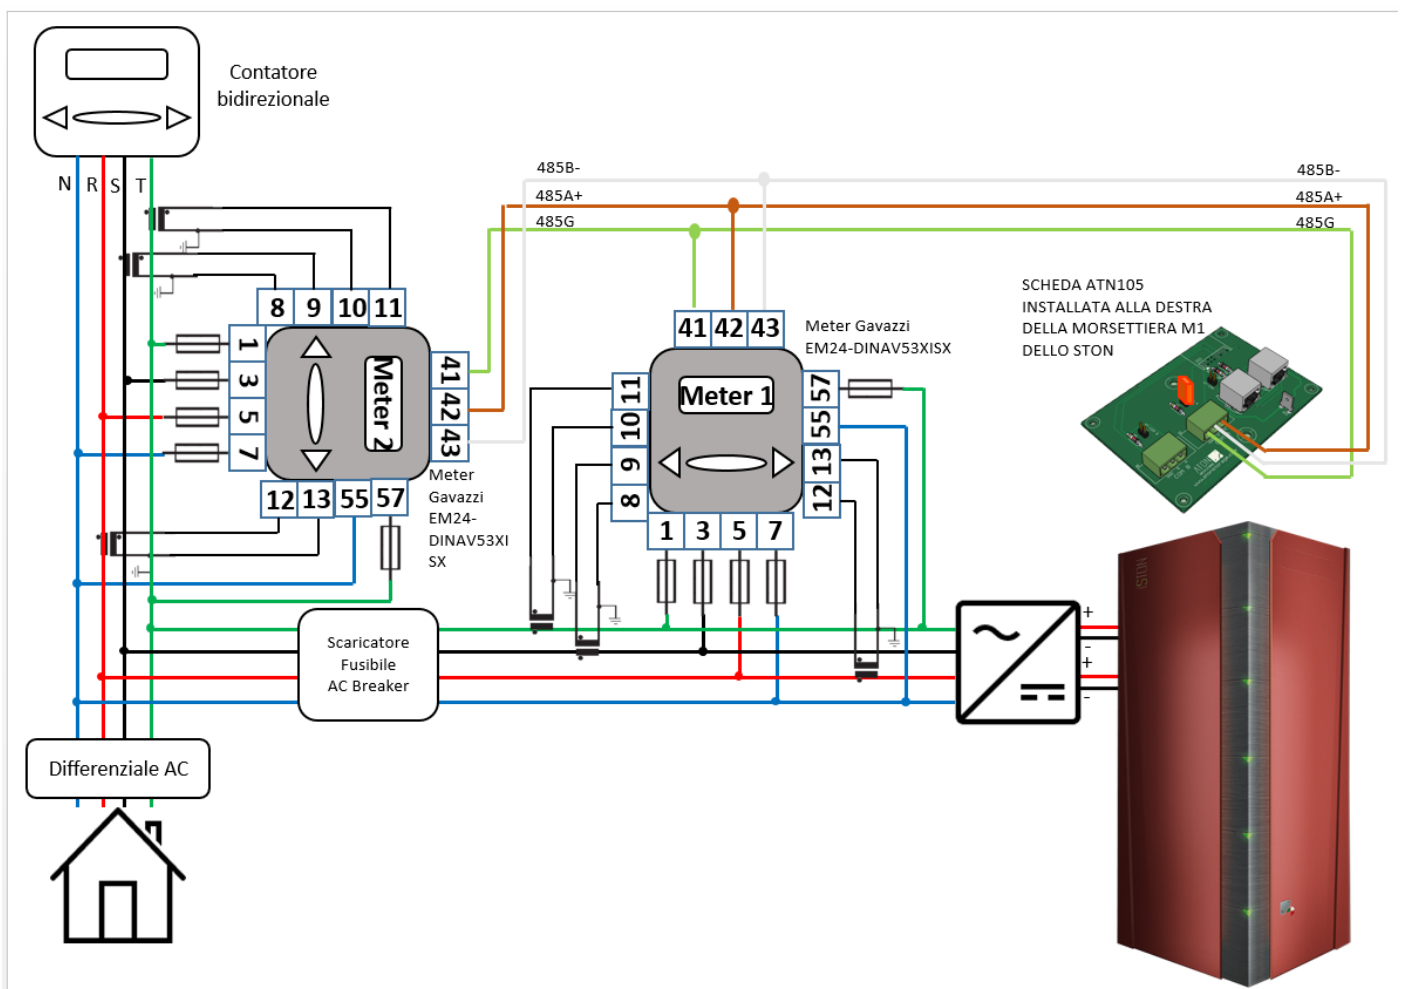 Contatore
bidirezionale
N R S T
485B-
485A+
485G
485B-
485A+
485G
8 9 10 11
1
3
5
7
Meter 2
41
42
43
12 13 55 57
Meter
Gavazzi
EM24-
DINAV53XI
SX
41 42 43
Meter Gavazzi
EM24-DINAV53XISX
11
10
9
8
Meter 1
57
55
13
12
1 3 5 7
SCHEDA ATN105
INSTALLATA ALLA DESTRA
DELLA MORSETTIERA M1
DELLO STON
Scaricatore
Fusibile
AC Breaker
+
-
+
-
Differenziale AC